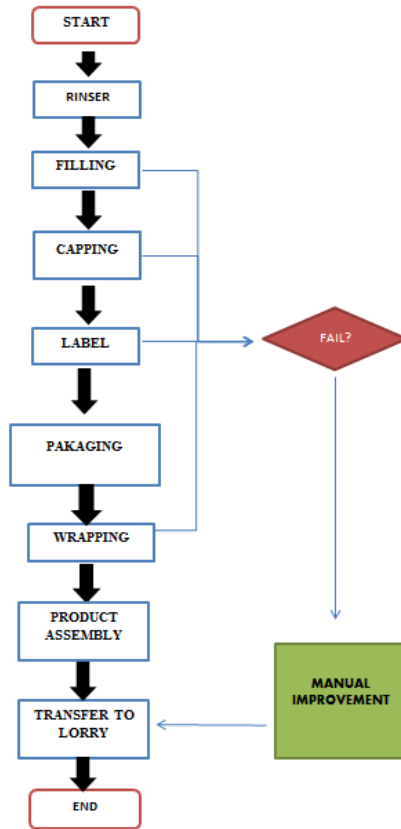 START
RINSER
FILLING
CAPPING
LABEL
FAIL?
PAKAGING
WRAPPING
PRODUCT
ASSEMBLY
MANUAL
IMPROVEMENT
TRANSFER TO
LORRY
END